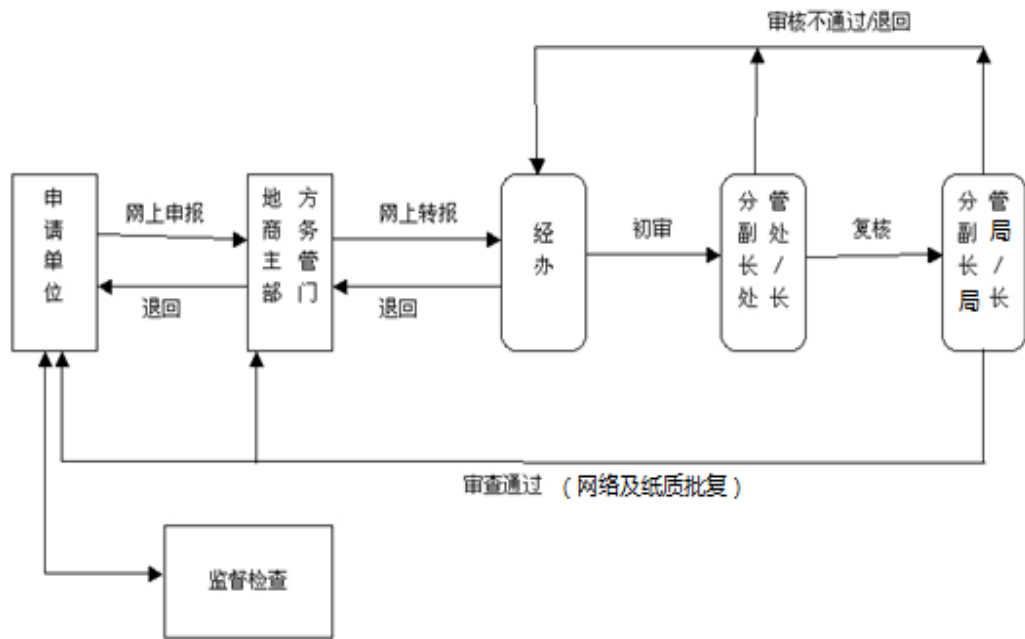 审核不通过/退回
申请单位
网上申报
退回
地方
商务
主管
部门
网上转报
退回
经办
初审
分管
副处
长/
处长
复核
分管
副局
长/
局长
审查通过 （网络及纸质批复）
监督检查